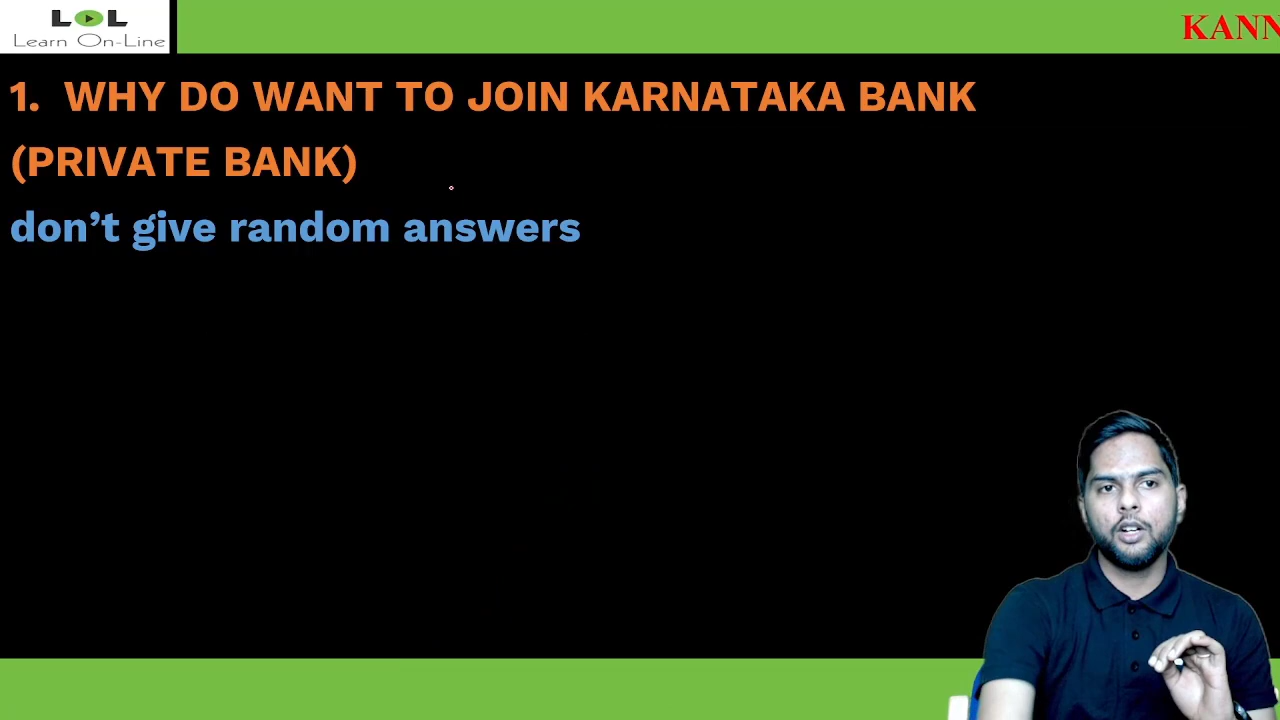 LOL
Learn On-Line
KANN
1. WHY DO WANT TO JOIN KARNATAKA BANK
(PRIVATE BANK)
don’t give random answers